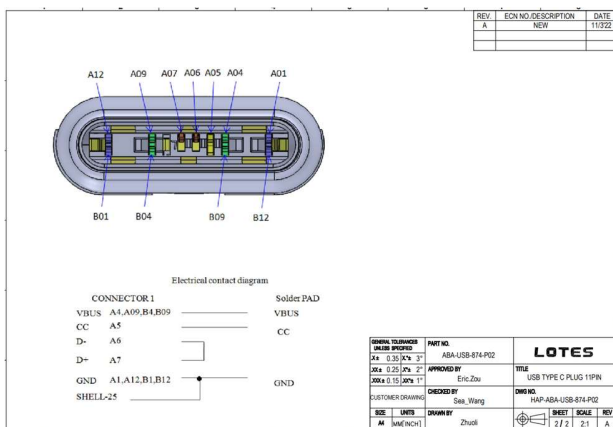 REV. ECN NO./DESCRIPTION DATE
A NEW 11/3'22
A12 A09 A07 A06 A05 A04 A01
B01 B04 B09 B12
Electrical contact diagram
CONNECTOR 1 Solder PAD
VBUS A4,A09,B4,B09 VBUS
CC A5 CC
D- A6
D+ A7
GND A1,A12,B1,B12 GND
SHELL-25
GENERAL TOLERANCES
UNLESS SPECIFIED
X± 0.35 X°± 3°
.XX± 0.25 .X°± 2°
.XXX± 0.15 .XX°± 1°
CUSTOMER DRAWING
SIZE UNITS
A4 MM[INCH]
PART NO.
ABA-USB-874-P02
APPROVED BY
Eric.Zou
CHECKED BY
Sea_Wang
DRAWN BY
Zhuoli
LOTES
TITLE
USB TYPE C PLUG 11PIN
DWG NO.
HAP-ABA-USB-874-P02
SHEET SCALE REV
2 / 2 2:1 A